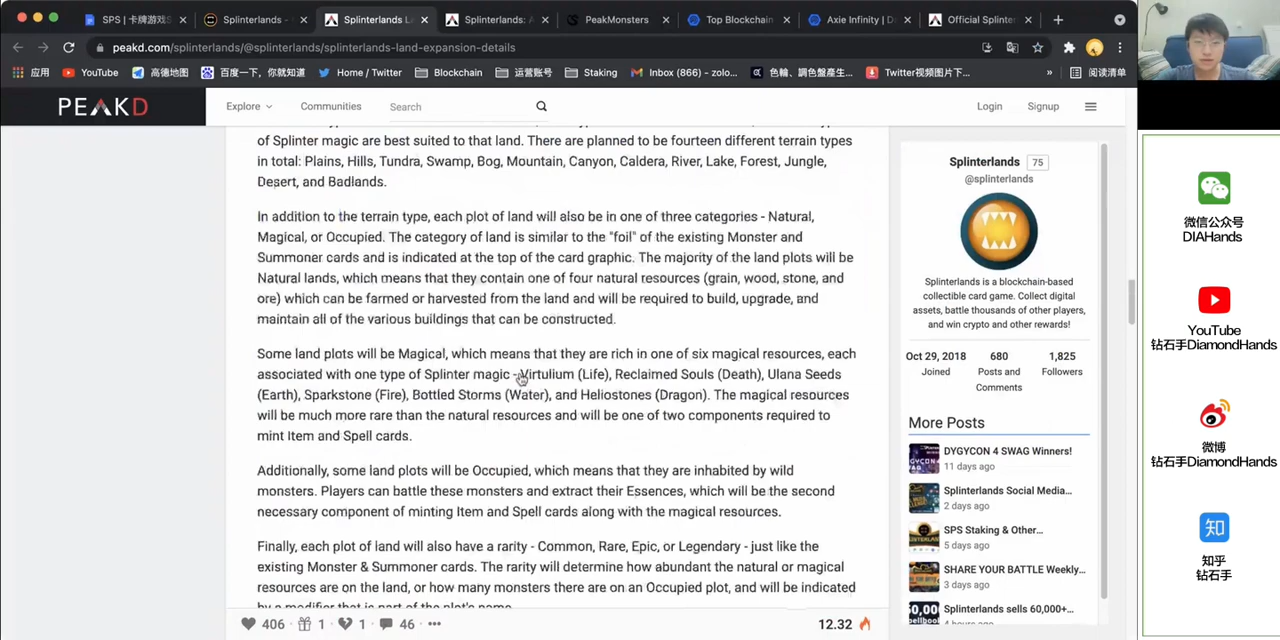 SPS | 卡牌游戏S
Splinterlands -
Splinterlands La
Splinterlands: A
PeakMonsters
Top Blockchain
Axie Infinity | D
Official Splinter
peakd.com/splinterlands/@splinterlands/splinterlands-land-expansion-details
应用
YouTube
高德地图
百度一下，你就知道
Home / Twitter
Blockchain
运营账号
Staking
Inbox (866) - zolo...
色輪、調色盤產生...
Twitter视频图片下...
»
阅读清单
PEAKD
Explore
Communities
Search
Login
Signup
of Splinter magic are best suited to that land. There are planned to be fourteen different terrain types
in total: Plains, Hills, Tundra, Swamp, Bog, Mountain, Canyon, Caldera, River, Lake, Forest, Jungle,
Desert, and Badlands.
In addition to the terrain type, each plot of land will also be in one of three categories - Natural,
Magical, or Occupied. The category of land is similar to the "foil" of the existing Monster and
Summoner cards and is indicated at the top of the card graphic. The majority of the land plots will be
Natural lands, which means that they contain one of four natural resources (grain, wood, stone, and
ore) which can be farmed or harvested from the land and will be required to build, upgrade, and
maintain all of the various buildings that can be constructed.
Some land plots will be Magical, which means that they are rich in one of six magical resources, each
associated with one type of Splinter magic - Virtulium (Life), Reclaimed Souls (Death), Ulana Seeds
(Earth), Sparkstone (Fire), Bottled Storms (Water), and Heliostones (Dragon). The magical resources
will be much more rare than the natural resources and will be one of two components required to
mint Item and Spell cards.
Additionally, some land plots will be Occupied, which means that they are inhabited by wild
monsters. Players can battle these monsters and extract their Essences, which will be the second
necessary component of minting Item and Spell cards along with the magical resources.
Finally, each plot of land will also have a rarity - Common, Rare, Epic, or Legendary - just like the
existing Monster & Summoner cards. The rarity will determine how abundant the natural or magical
resources are on the land, or how many monsters there are on an Occupied plot, and will be indicated
by a modifier that is part of the plot's name.
406 · 1 · 1 · 46 ·
12.32
Splinterlands 75
@splinterlands
Splinterlands is a blockchain-based
collectible card game. Collect digital
assets, battle thousands of other players,
and win crypto and other rewards!
Oct 29, 2018
Joined
680
Posts and
Comments
1,825
Followers
More Posts
DYGYCON 4 SWAG Winners!
11 days ago
Splinterlands Social Media...
2 days ago
SPS Staking & Other...
5 days ago
SHARE YOUR BATTLE Weekly...
3 days ago
Splinterlands sells 60,000+...
微信公众号
DIAHands
YouTube
钻石手DiamondHands
微博
钻石手DiamondHands
知
知乎
钻石手